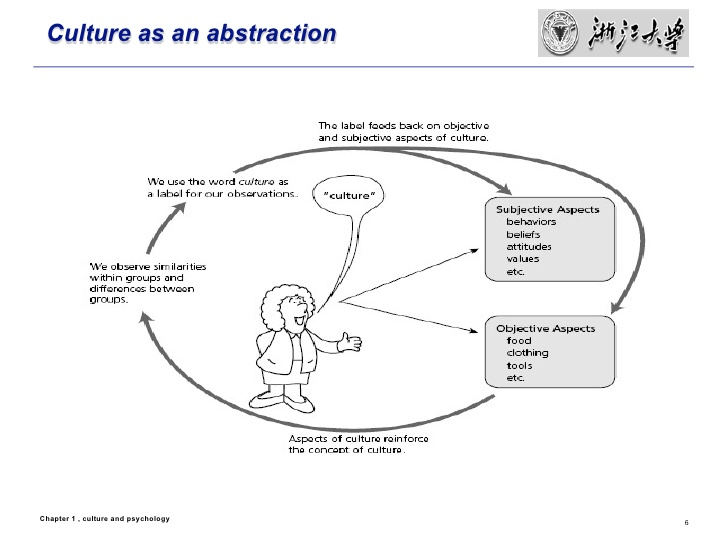 Culture as an abstraction
浙江大学
The label feeds back on objective
and subjective aspects of culture.
We use the word culture as
a label for our observations.
"culture"
Subjective Aspects
behaviors
beliefs
attitudes
values
etc.
We observe similarities
within groups and
differences between
groups.
Objective Aspects
food
clothing
tools
etc.
Aspects of culture reinforce
the concept of culture.
Chapter 1 , culture and psychology
6